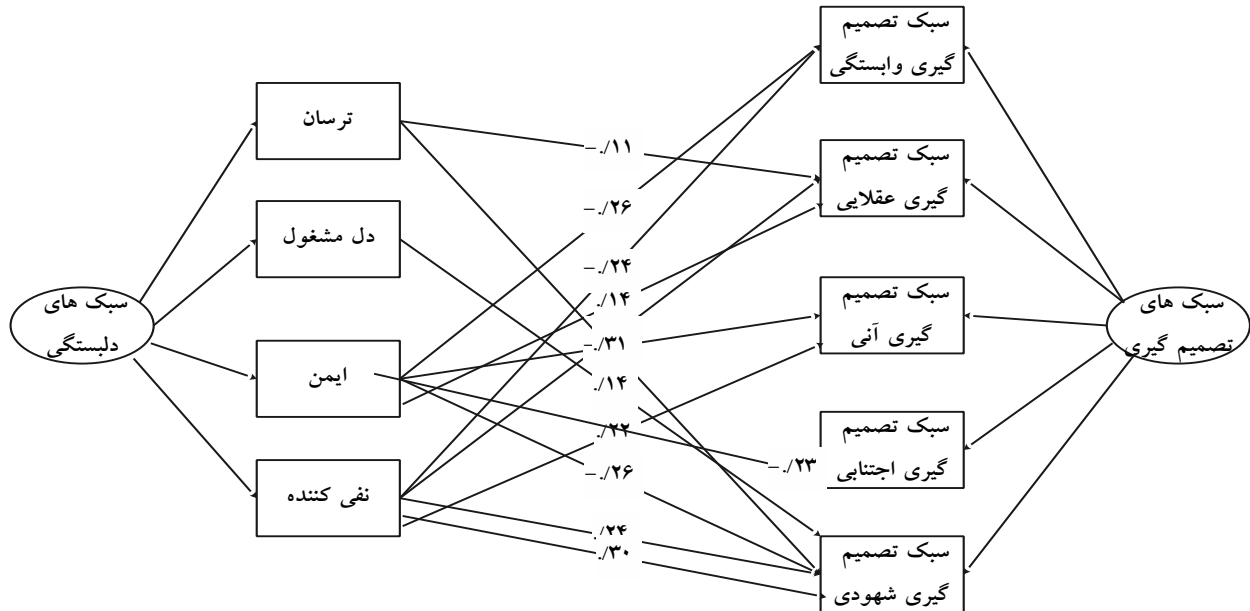 سبک تصمیم
گیری وابستگی
ترسان
سبک تصمیم
گیری عقلایی
دل مشغول
سبک های
دلبستگی
ایمن
نفی کننده
سبک تصمیم
گیری آنی
سبک های
تصمیم گیری
سبک تصمیم
گیری اجتنابی
سبک تصمیم
گیری شهودی
–./۱۱
–./۲۶
–./۲۴
./۱۴
–./۳۱
./۱۴
./۲۲
–./۲۶
–./۲۳
./۲۴
./۳۰